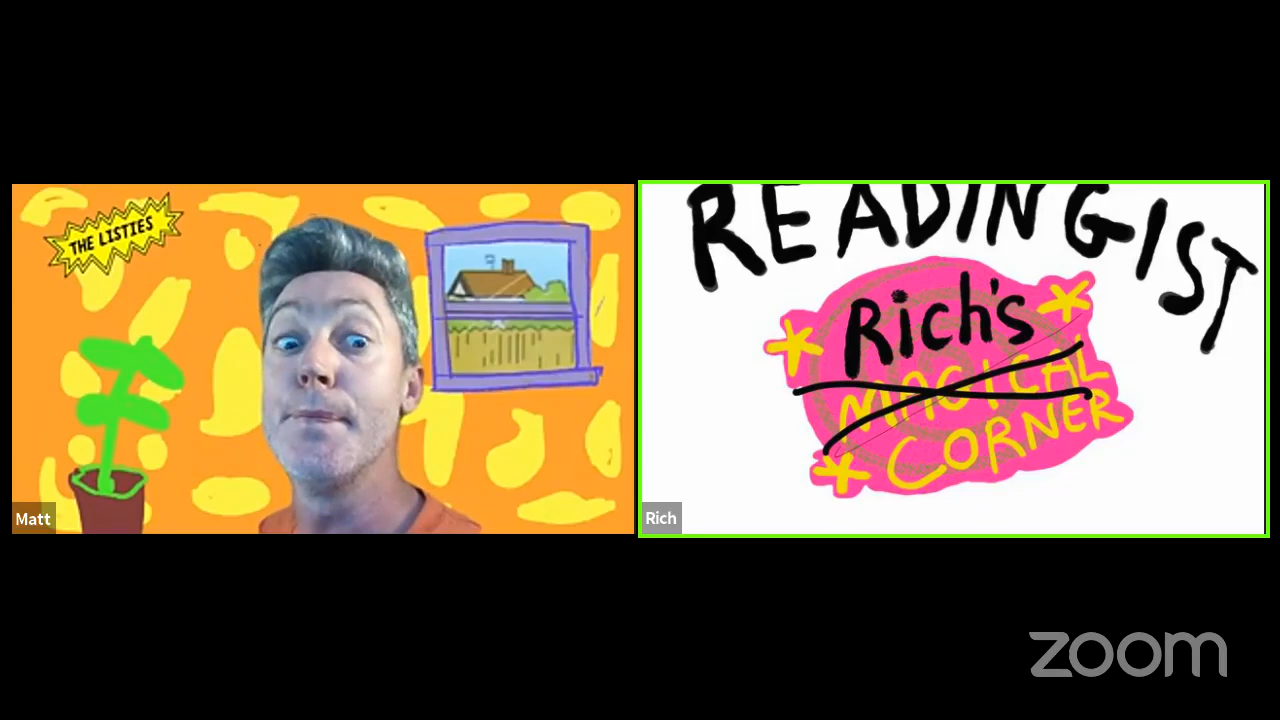 THE LISTIES
Matt
READINGIST
Rich's
MAGICAL
CORNER
Rich
zoom